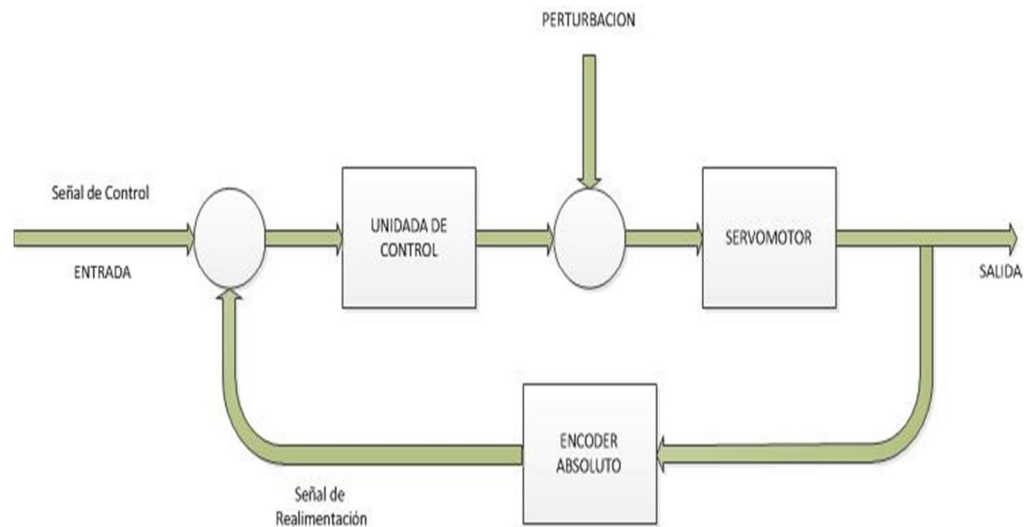 PERTURBACION
Señal de Control
ENTRADA
UNIDADA DE
CONTROL
SERVOMOTOR
SALIDA
ENCODER
ABSOLUTO
Señal de
Realimentación